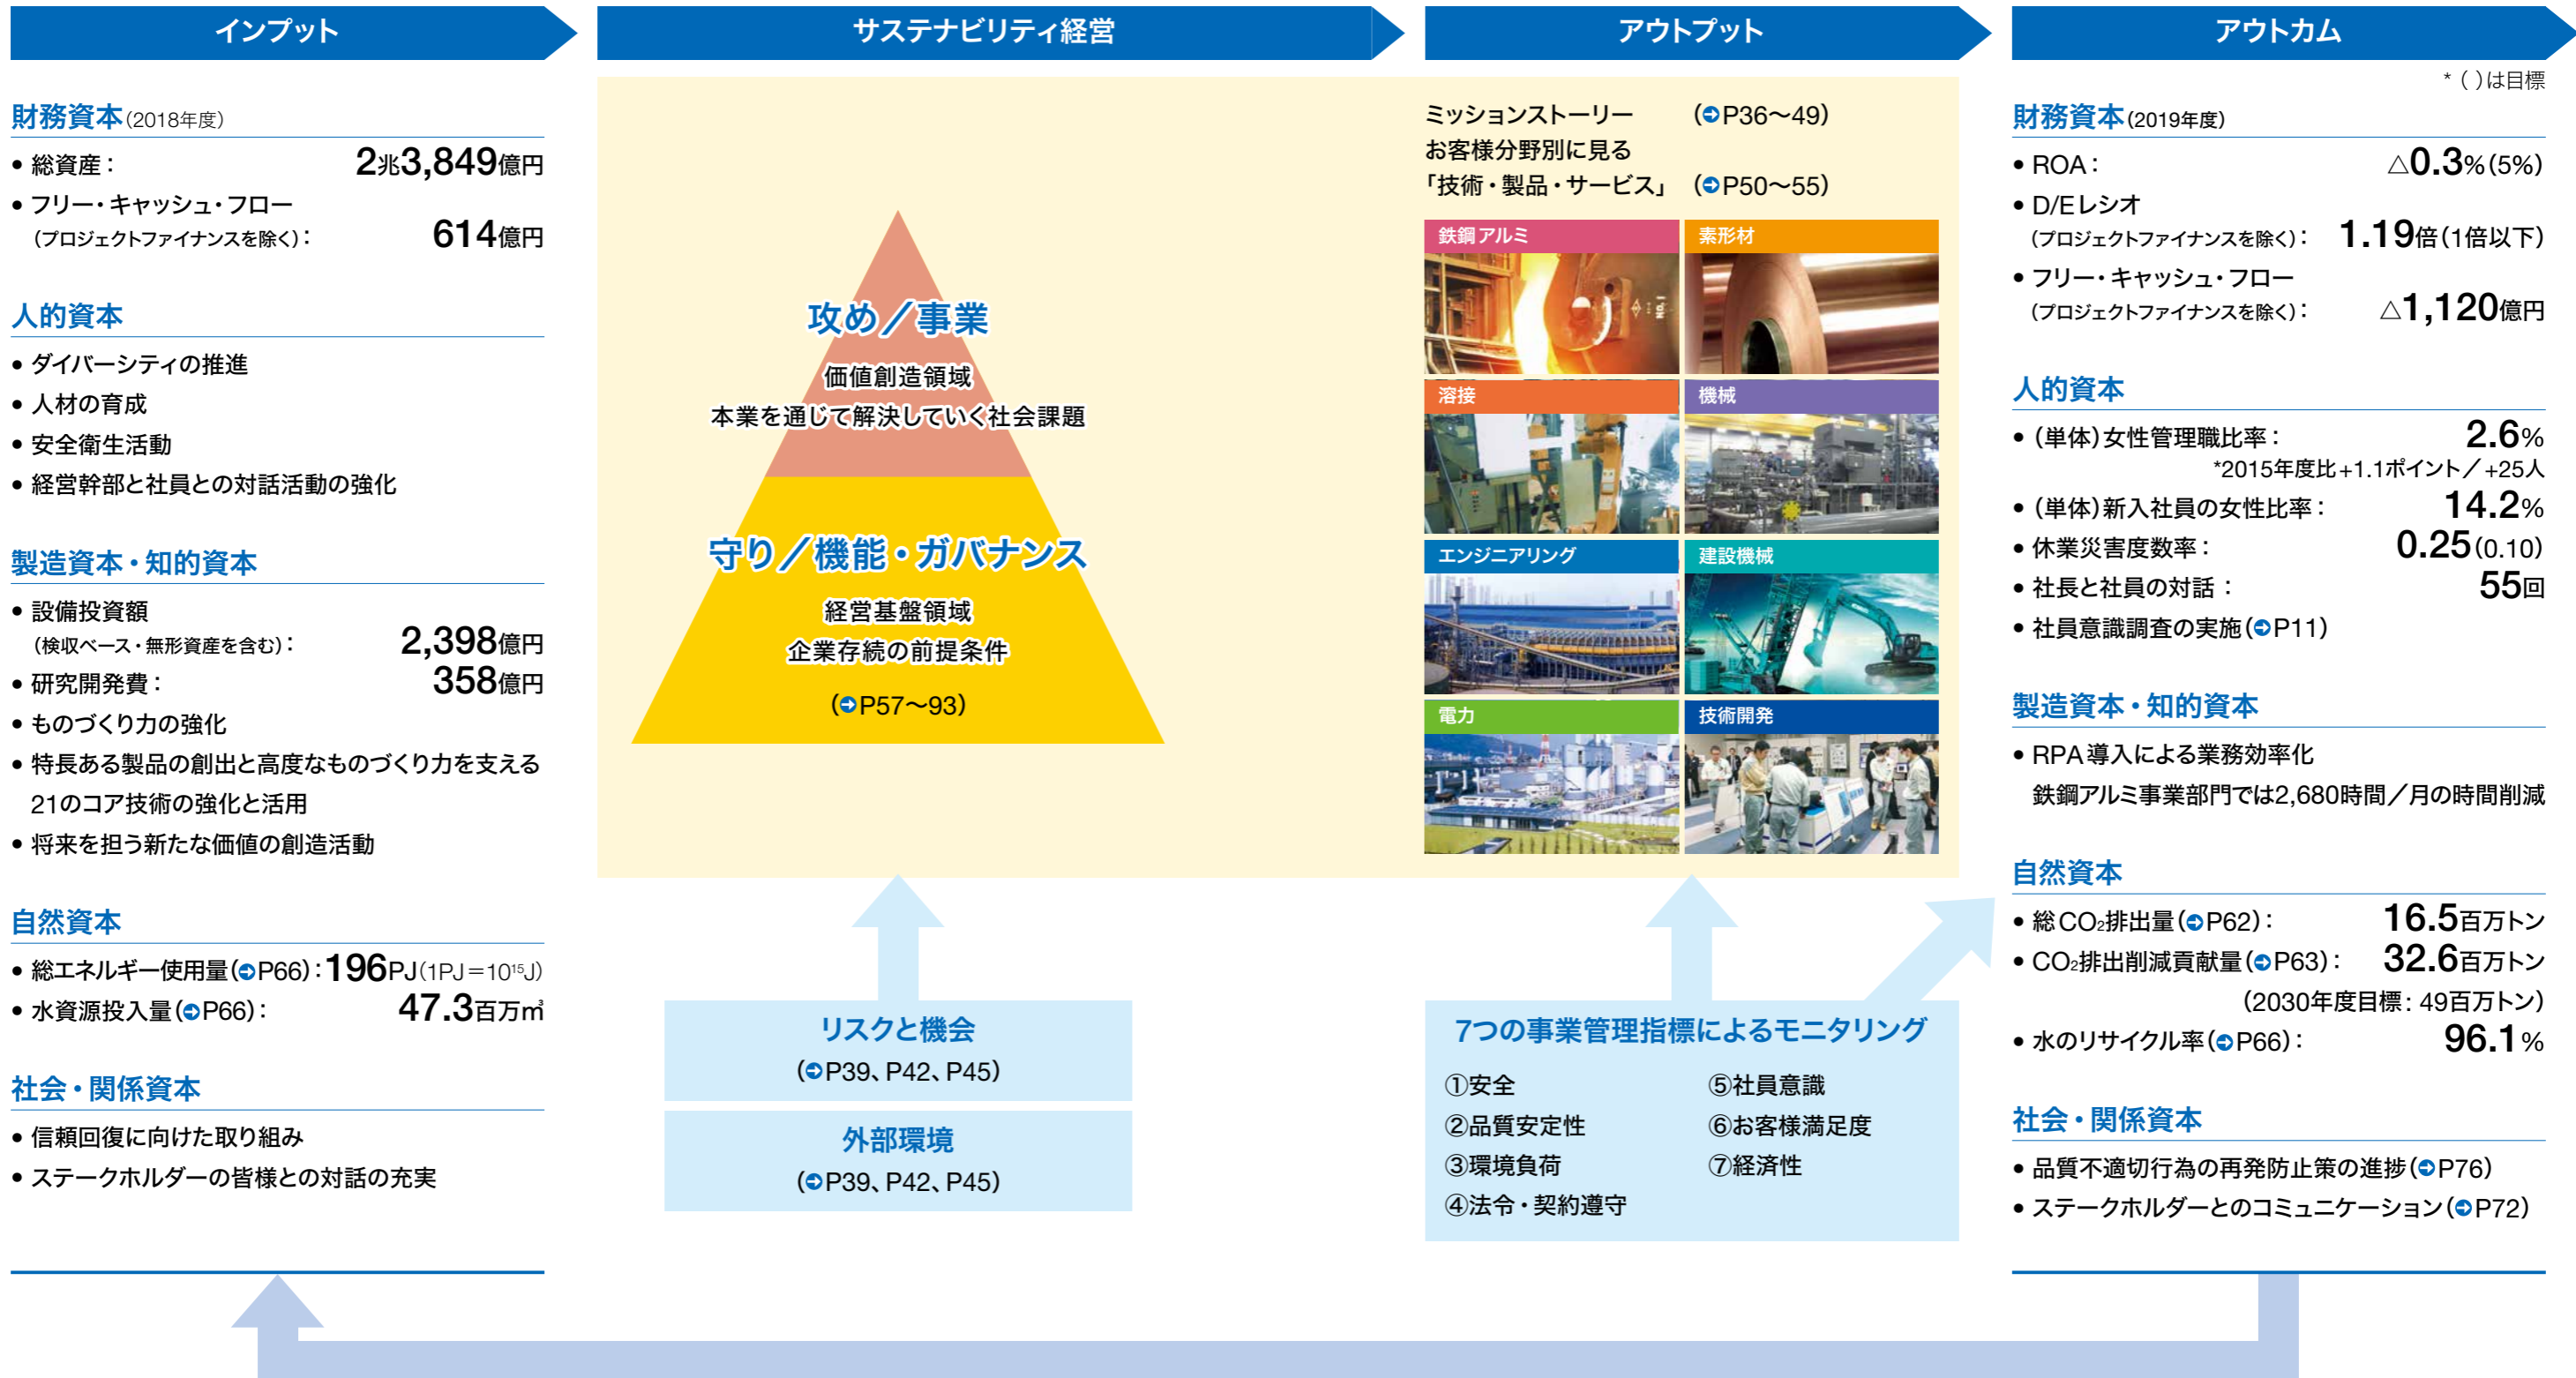 インプット
財務資本(2018年度)
• 総資産： 2兆3,849億円
• フリー・キャッシュ・フロー
(プロジェクトファイナンスを除く)： 614億円
人的資本
• ダイバーシティの推進
• 人材の育成
• 安全衛生活動
• 経営幹部と社員との対話活動の強化
製造資本・知的資本
• 設備投資額
(検収ベース・無形資産を含む)： 2,398億円
• 研究開発費： 358億円
• ものづくり力の強化
• 特長ある製品の創出と高度なものづくり力を支える
21のコア技術の強化と活用
• 将来を担う新たな価値の創造活動
自然資本
• 総エネルギー使用量(➲P66)：196PJ(1PJ＝10¹⁵J)
• 水資源投入量(➲P66)： 47.3百万㎥
社会・関係資本
• 信頼回復に向けた取り組み
• ステークホルダーの皆様との対話の充実
サステナビリティ経営
攻め／事業
価値創造領域
本業を通じて解決していく社会課題
守り／機能・ガバナンス
経営基盤領域
企業存続の前提条件
(➲P57〜93)
リスクと機会
(➲P39、P42、P45)
外部環境
(➲P39、P42、P45)
アウトプット
ミッションストーリー (➲P36〜49)
お客様分野別に見る
「技術・製品・サービス」 (➲P50〜55)
鉄鋼アルミ 素形材
NO.1
溶接 機械
エンジニアリング 建設機械
電力 技術開発
7つの事業管理指標によるモニタリング
①安全 ⑤社員意識
②品質安定性 ⑥お客様満足度
③環境負荷 ⑦経済性
④法令・契約遵守
アウトカム
* ( )は目標
財務資本(2019年度)
• ROA： △0.3%(5%)
• D/Eレシオ
(プロジェクトファイナンスを除く)： 1.19倍(1倍以下)
• フリー・キャッシュ・フロー
(プロジェクトファイナンスを除く)： △1,120億円
人的資本
• (単体)女性管理職比率： 2.6%
*2015年度比+1.1ポイント／+25人
• (単体)新入社員の女性比率： 14.2%
• 休業災害度数率： 0.25(0.10)
• 社長と社員の対話： 55回
• 社員意識調査の実施(➲P11)
製造資本・知的資本
• RPA導入による業務効率化
鉄鋼アルミ事業部門では2,680時間／月の時間削減
自然資本
• 総CO₂排出量(➲P62)： 16.5百万トン
• CO₂排出削減貢献量(➲P63)： 32.6百万トン
(2030年度目標：49百万トン)
• 水のリサイクル率(➲P66)： 96.1%
社会・関係資本
• 品質不適切行為の再発防止策の進捗(➲P76)
• ステークホルダーとのコミュニケーション(➲P72)